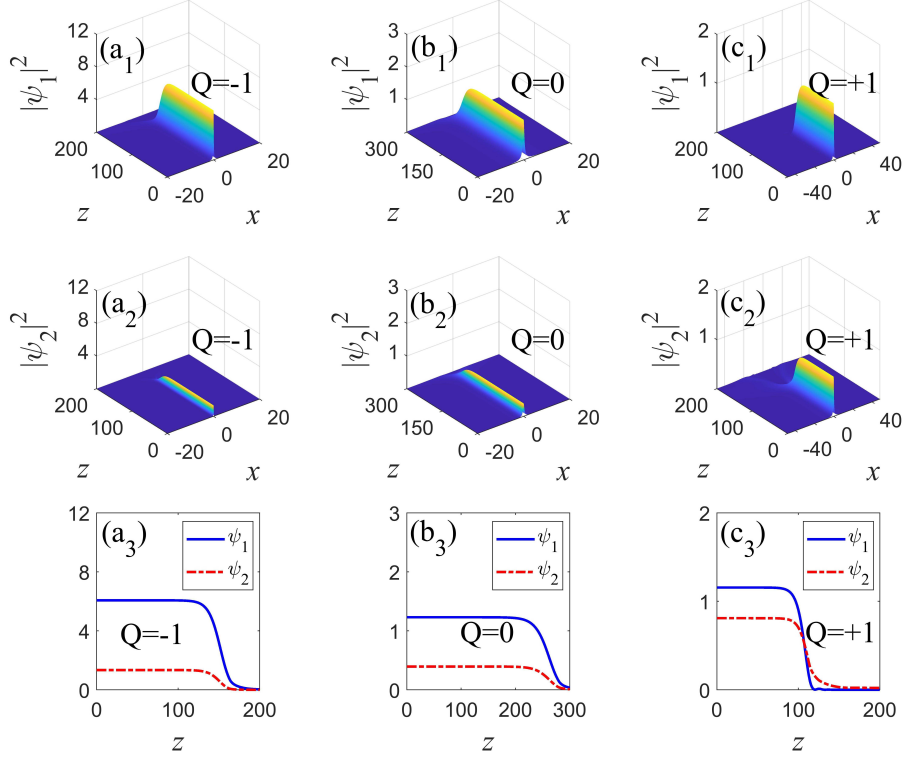 (a₁) Q=-1
|ψ₁|²
12
8
4
200
100
0
-20
0
20
z
x
(b₁) Q=0
|ψ₁|²
3
2
1
300
150
0
-20
0
20
z
x
(c₁) Q=+1
|ψ₁|²
2
1
200
100
0
-40
0
40
z
x
(a₂) Q=-1
|ψ₂|²
12
8
4
200
100
0
-20
0
20
z
x
(b₂) Q=0
|ψ₂|²
3
2
1
300
150
0
-20
0
20
z
x
(c₂) Q=+1
|ψ₂|²
2
1
200
100
0
-40
0
40
z
x
(a₃)
ψ₁
ψ₂
Q=-1
12
8
4
0
0 100 200
z
(b₃)
ψ₁
ψ₂
Q=0
3
2
1
0
0 100 200 300
z
(c₃)
ψ₁
ψ₂
Q=+1
2
1
0
0 100 200
z